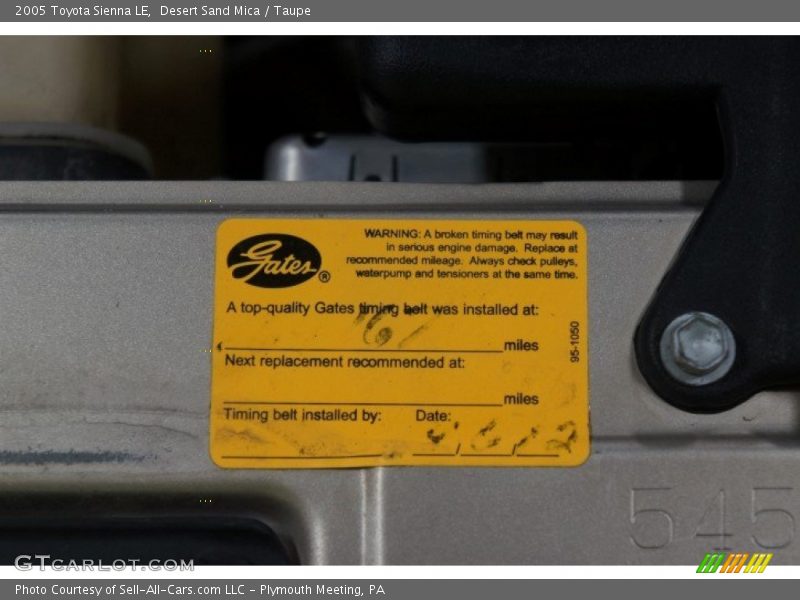 2005 Toyota Sienna LE,  Desert Sand Mica / Taupe
Gates®
WARNING: A broken timing belt may result
in serious engine damage. Replace at
recommended mileage. Always check pulleys,
waterpump and tensioners at the same time.
A top-quality Gates timing belt was installed at:
miles
Next replacement recommended at:
miles
95-1050
Timing belt installed by: Date:
545
GTCARLOT.COM
Photo Courtesy of Sell-All-Cars.com LLC - Plymouth Meeting, PA